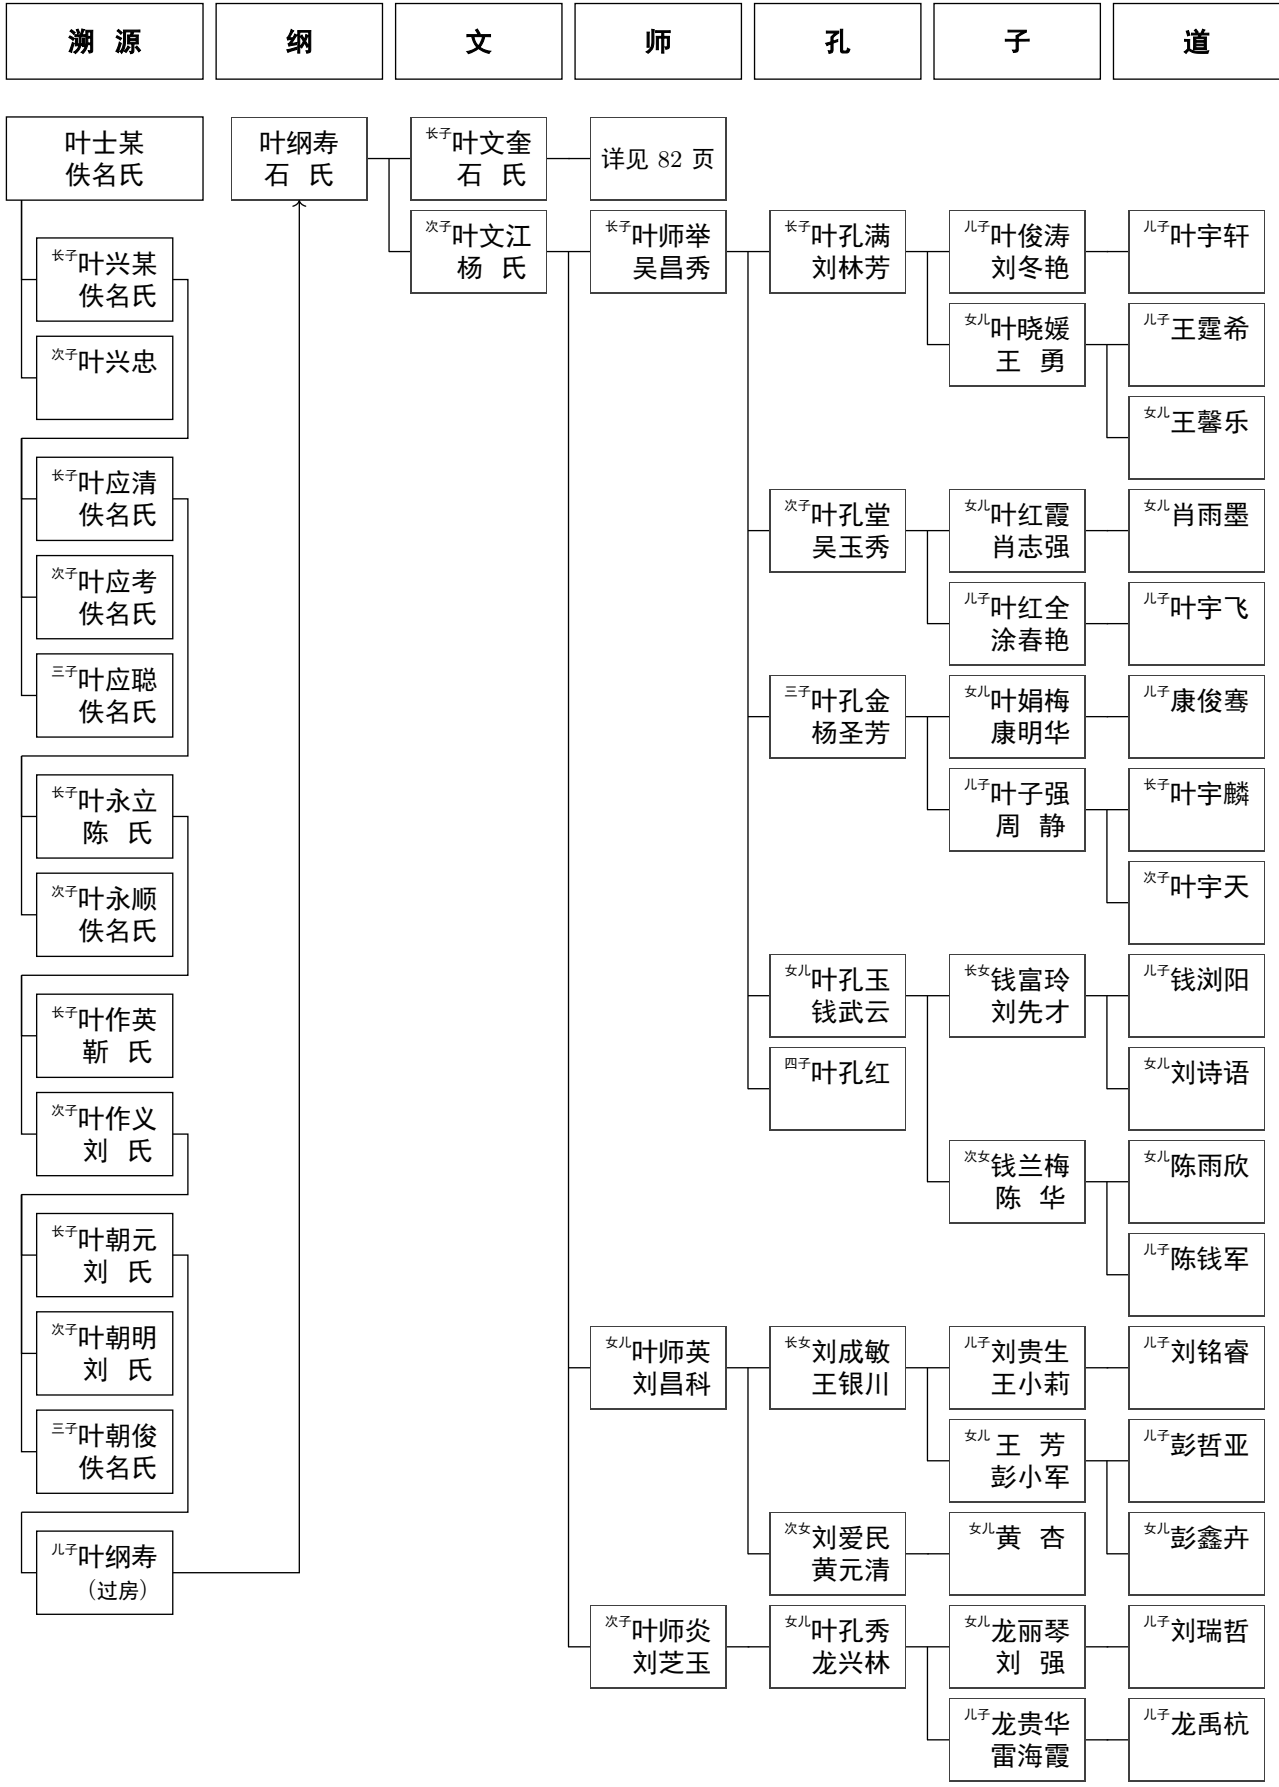 溯 源
纲
文
师
孔
子
道
叶士某
佚名氏
长子叶兴某
佚名氏
次子叶兴忠
长子叶应清
佚名氏
次子叶应考
佚名氏
三子叶应聪
佚名氏
长子叶永立
陈 氏
次子叶永顺
佚名氏
长子叶作英
靳 氏
次子叶作义
刘 氏
长子叶朝元
刘 氏
次子叶朝明
刘 氏
三子叶朝俊
佚名氏
儿子叶纲寿
（过房）
叶纲寿
石 氏
长子叶文奎
石 氏
详见 82 页
次子叶文江
杨 氏
长子叶师举
吴昌秀
长子叶孔满
刘林芳
儿子叶俊涛
刘冬艳
儿子叶宇轩
女儿叶晓媛
王 勇
儿子王霆希
女儿王馨乐
次子叶孔堂
吴玉秀
女儿叶红霞
肖志强
女儿肖雨墨
儿子叶红全
涂春艳
儿子叶宇飞
三子叶孔金
杨圣芳
女儿叶娟梅
康明华
儿子康俊骞
儿子叶子强
周 静
长子叶宇麟
次子叶宇天
女儿叶孔玉
钱武云
长女钱富玲
刘先才
儿子钱浏阳
女儿刘诗语
四子叶孔红
次女钱兰梅
陈 华
女儿陈雨欣
儿子陈钱军
女儿叶师英
刘昌科
长女刘成敏
王银川
儿子刘贵生
王小莉
儿子刘铭睿
女儿王 芳
彭小军
儿子彭哲亚
女儿彭鑫卉
次女刘爱民
黄元清
女儿黄 杏
次子叶师炎
刘芝玉
女儿叶孔秀
龙兴林
女儿龙丽琴
刘 强
儿子刘瑞哲
儿子龙贵华
雷海霞
儿子龙禹杭